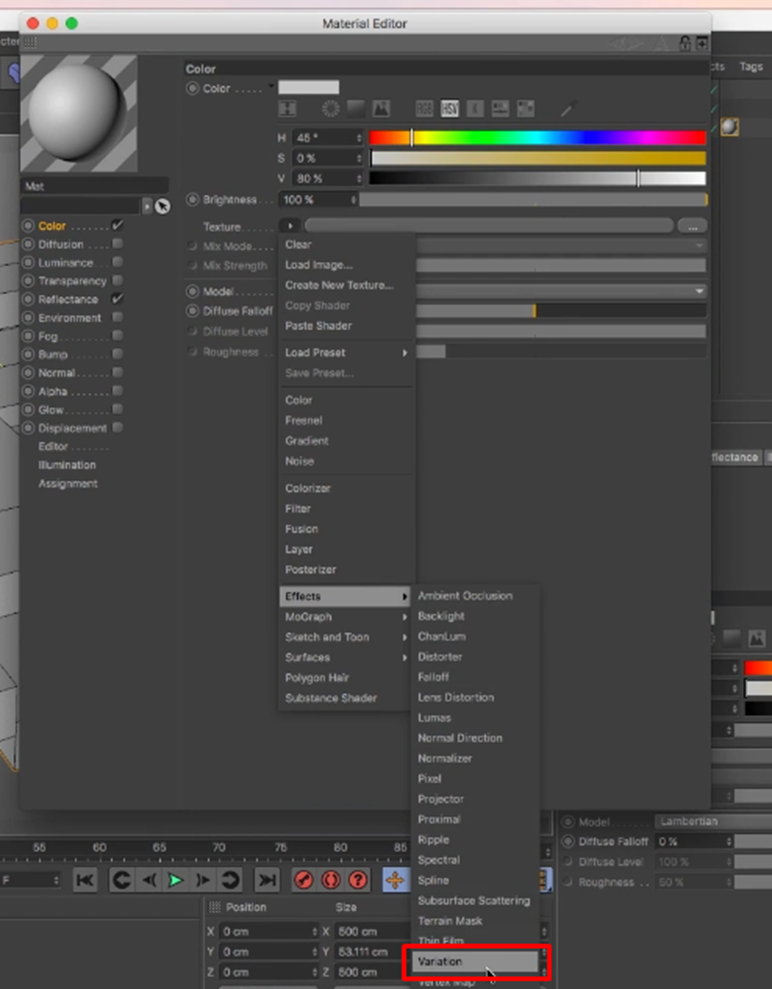 Material Editor
Tags
Color
Color
H 45 °
S 0 %
V 80 %
Mat
Brightness 100 %
Texture
...
Mix Mode
Mix Strength
Model
Diffuse Falloff
Diffuse Level
Roughness
Color
Diffusion
Luminance
Transparency
Reflectance
Environment
Fog
Bump
Normal
Alpha
Glow
Displacement
Editor
Illumination
Assignment
Clear
Load Image...
Create New Texture...
Copy Shader
Paste Shader
Load Preset
Save Preset...
Color
Fresnel
Gradient
Noise
Colorizer
Filter
Fusion
Layer
Posterizer
Effects
MoGraph
Sketch and Toon
Surfaces
Polygon Hair
Substance Shader
Ambient Occlusion
Backlight
ChanLum
Distorter
Falloff
Lens Distortion
Lumas
Normal Direction
Normalizer
Pixel
Projector
Proximal
Ripple
Spectral
Spline
Subsurface Scattering
Terrain Mask
Thin Film
Variation
Vertex Map
flectance
RGB HSV K
Model Lambertian
Diffuse Falloff 0 %
Diffuse Level 100 %
Roughness 50 %
55 60 65 70 75 80 85
F
Position Size
X 0 cm X 500 cm
Y 0 cm Y 53.111 cm
Z 0 cm Z 500 cm